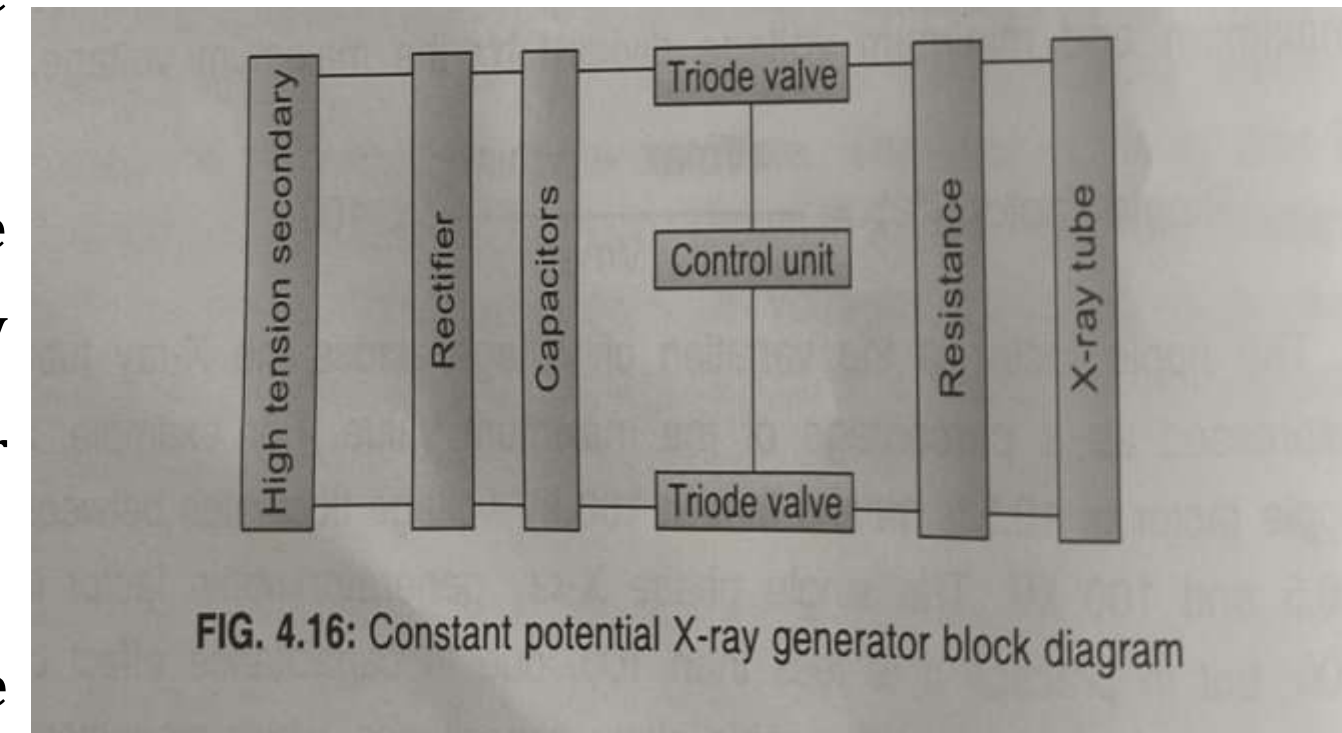 High tension secondary
Rectifier
Capacitors
Triode valve
Control unit
Triode valve
Resistance
X-ray tube
FIG. 4.16: Constant potential X-ray generator block diagram